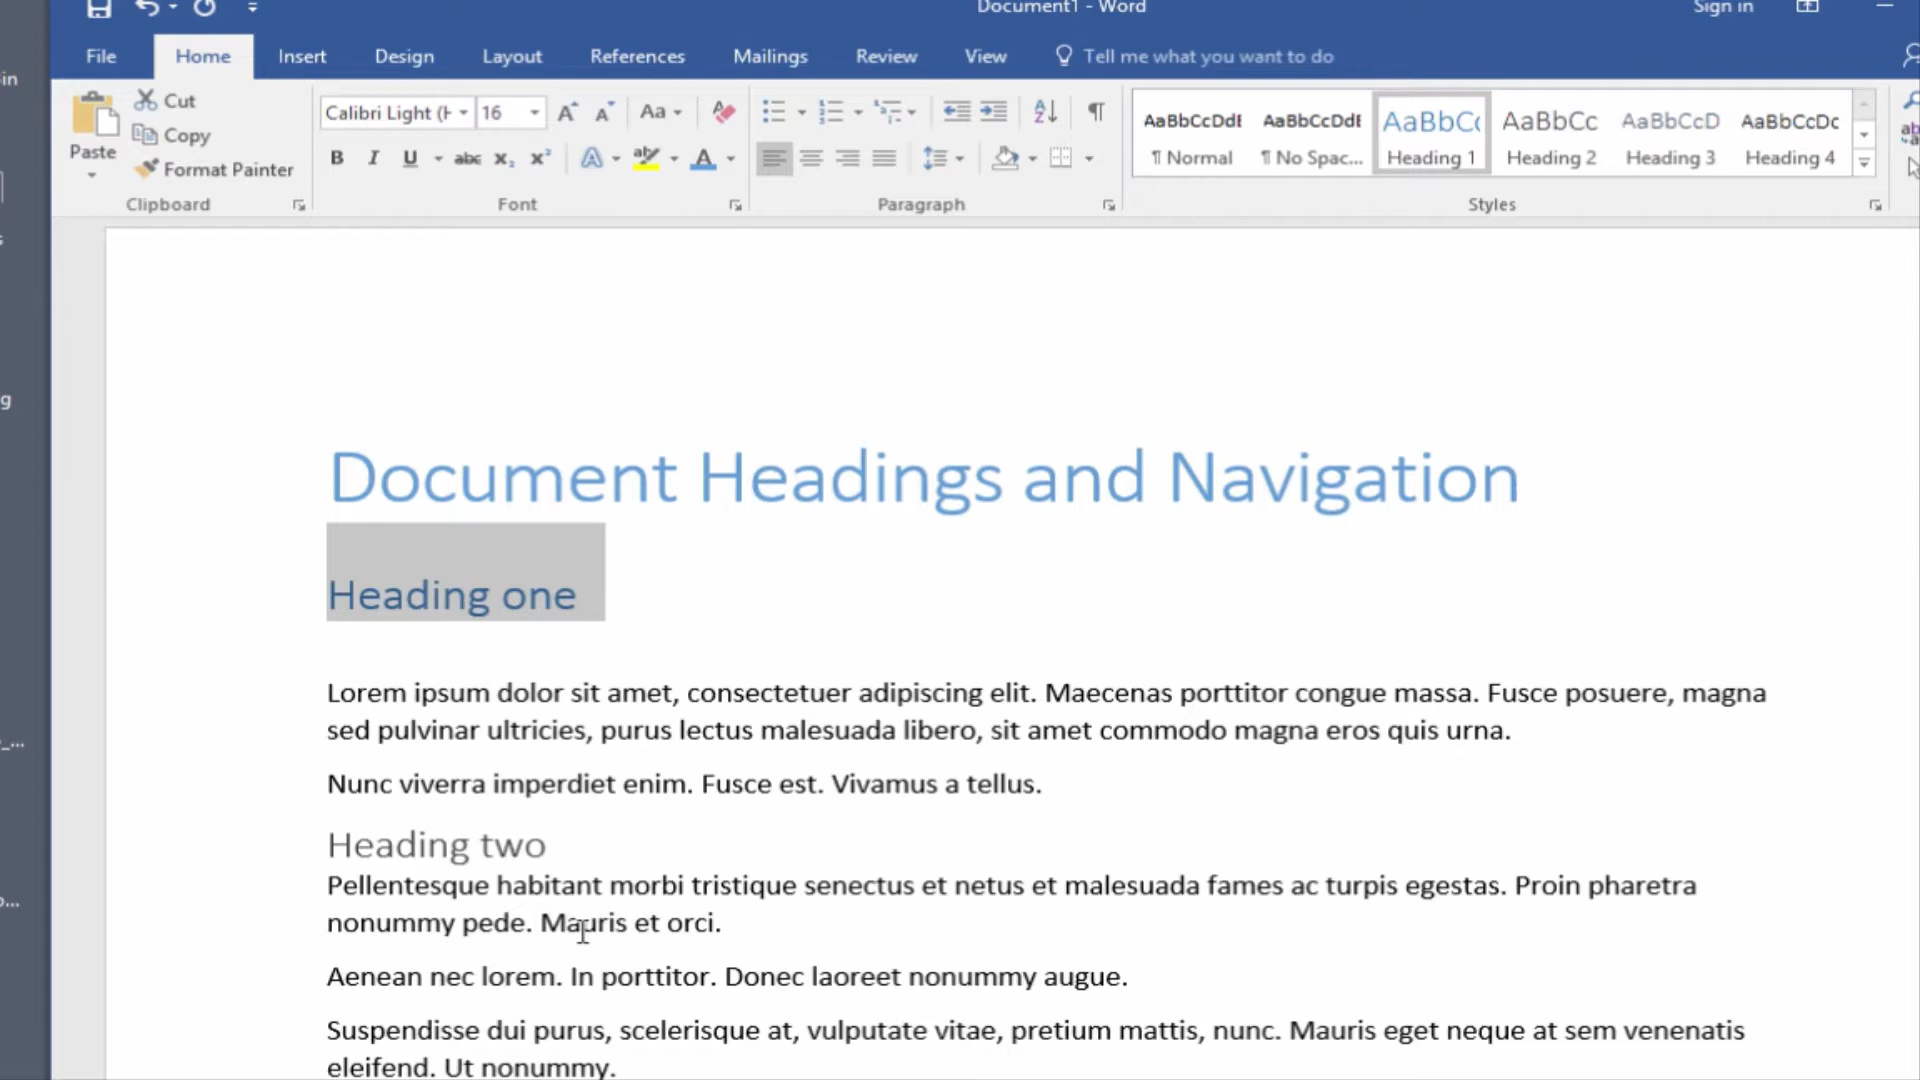 Document1 - Word
Sign in
File Home Insert Design Layout References Mailings Review View Tell me what you want to do
Cut
Copy
Format Painter
Paste
Clipboard
Calibri Light (H 16
Aa
B I U abc x₂ x²
Font
Paragraph
AaBbCcDdE AaBbCcDdE AaBbC AaBbCc AaBbCcD AaBbCcDc
¶ Normal ¶ No Spac... Heading 1 Heading 2 Heading 3 Heading 4
Styles
Document Headings and Navigation
Heading one
Lorem ipsum dolor sit amet, consectetuer adipiscing elit. Maecenas porttitor congue massa. Fusce posuere, magna
sed pulvinar ultricies, purus lectus malesuada libero, sit amet commodo magna eros quis urna.
Nunc viverra imperdiet enim. Fusce est. Vivamus a tellus.
Heading two
Pellentesque habitant morbi tristique senectus et netus et malesuada fames ac turpis egestas. Proin pharetra
nonummy pede. Mauris et orci.
Aenean nec lorem. In porttitor. Donec laoreet nonummy augue.
Suspendisse dui purus, scelerisque at, vulputate vitae, pretium mattis, nunc. Mauris eget neque at sem venenatis
eleifend. Ut nonummy.